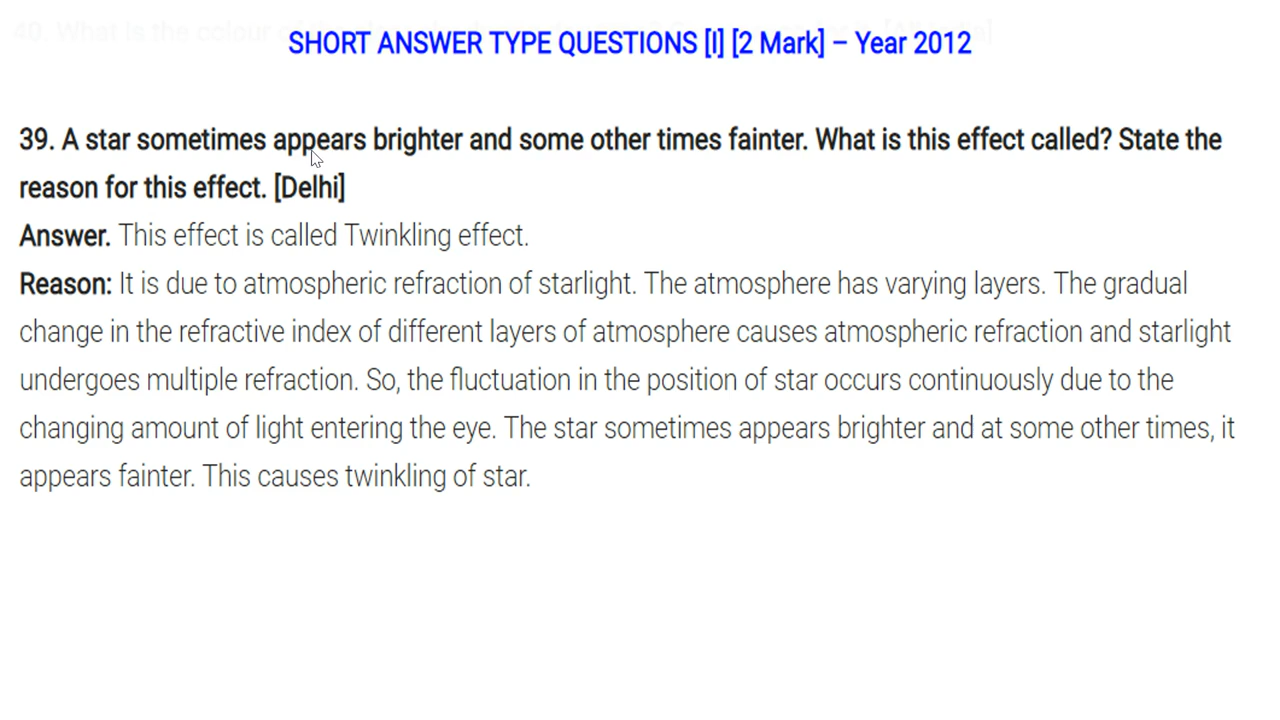 SHORT ANSWER TYPE QUESTIONS [I] [2 Mark] – Year 2012
39. A star sometimes appears brighter and some other times fainter. What is this effect called? State the
reason for this effect. [Delhi]
Answer. This effect is called Twinkling effect.
Reason: It is due to atmospheric refraction of starlight. The atmosphere has varying layers. The gradual
change in the refractive index of different layers of atmosphere causes atmospheric refraction and starlight
undergoes multiple refraction. So, the fluctuation in the position of star occurs continuously due to the
changing amount of light entering the eye. The star sometimes appears brighter and at some other times, it
appears fainter. This causes twinkling of star.